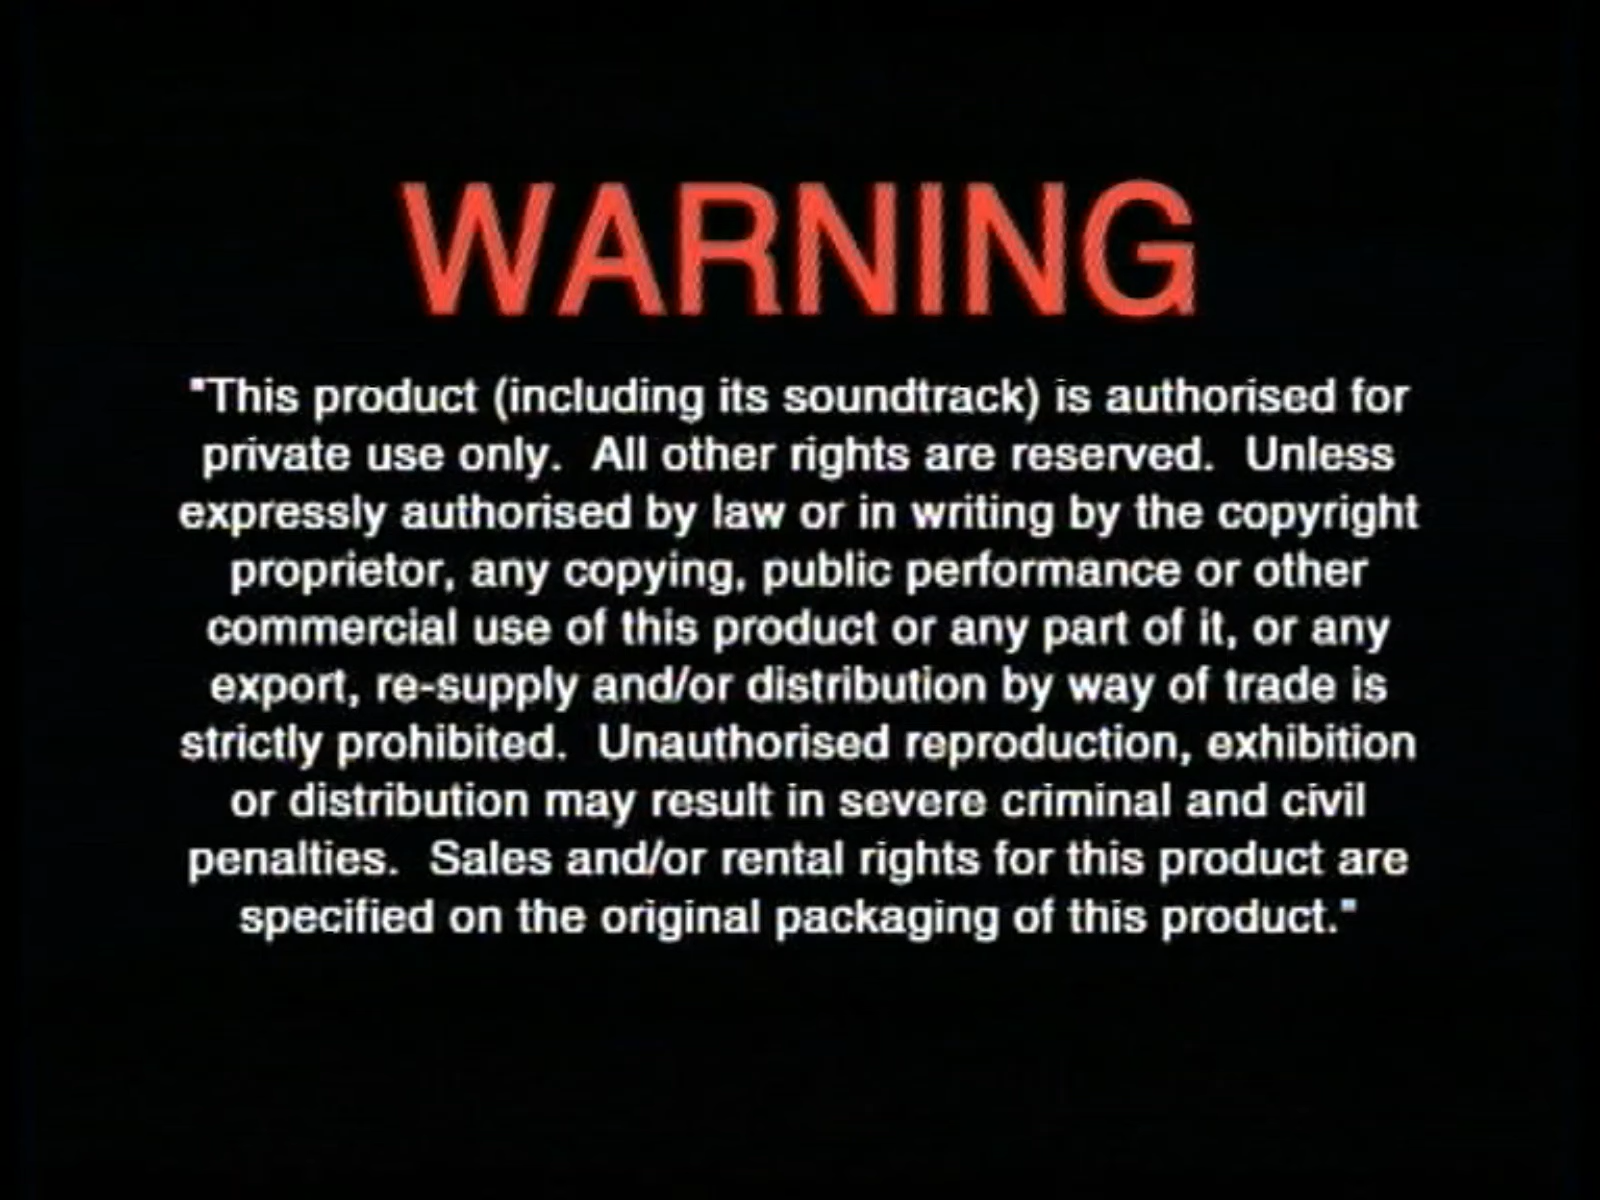 WARNING
"This product (including its soundtrack) is authorised for
private use only.  All other rights are reserved.  Unless
expressly authorised by law or in writing by the copyright
proprietor, any copying, public performance or other
commercial use of this product or any part of it, or any
export, re-supply and/or distribution by way of trade is
strictly prohibited.  Unauthorised reproduction, exhibition
or distribution may result in severe criminal and civil
penalties.  Sales and/or rental rights for this product are
specified on the original packaging of this product."